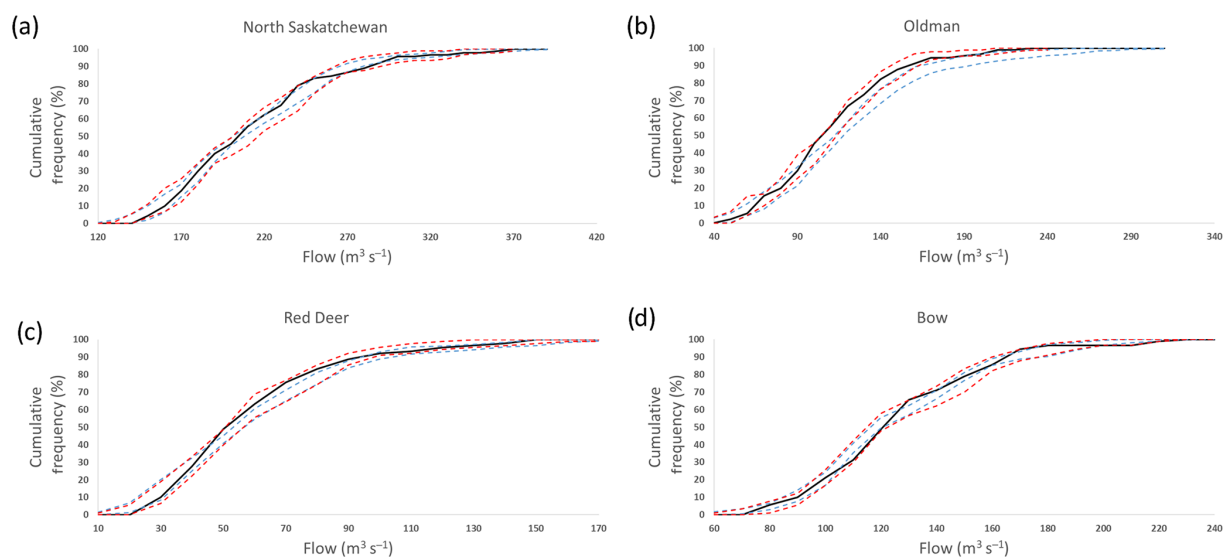 (a)
North Saskatchewan
Cumulative
frequency (%)
100
90
80
70
60
50
40
30
20
10
0
120 170 220 270 320 370 420
Flow (m³ s⁻¹)
(b)
Oldman
Cumulative
frequency (%)
100
90
80
70
60
50
40
30
20
10
0
40 90 140 190 240 290 340
Flow (m³ s⁻¹)
(c)
Red Deer
Cumulative
frequency (%)
100
90
80
70
60
50
40
30
20
10
0
10 30 50 70 90 110 130 150 170
Flow (m³ s⁻¹)
(d)
Bow
Cumulative
frequency (%)
100
90
80
70
60
50
40
30
20
10
0
60 80 100 120 140 160 180 200 220 240
Flow (m³ s⁻¹)